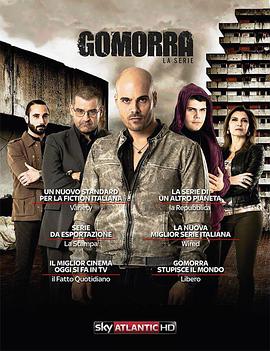 GOMORRA
LA SERIE
UN NUOVO STANDARD
PER LA FICTION ITALIANA
Variety
LA SERIE DI
UN ALTRO PIANETA
la Repubblica
SERIE
DA ESPORTAZIONE
La Stampa
LA NUOVA
MIGLIOR SERIE ITALIANA
Wired
IL MIGLIOR CINEMA
OGGI SI FA IN TV
il Fatto Quotidiano
GOMORRA
STUPISCE IL MONDO
Libero
sky ATLANTIC HD